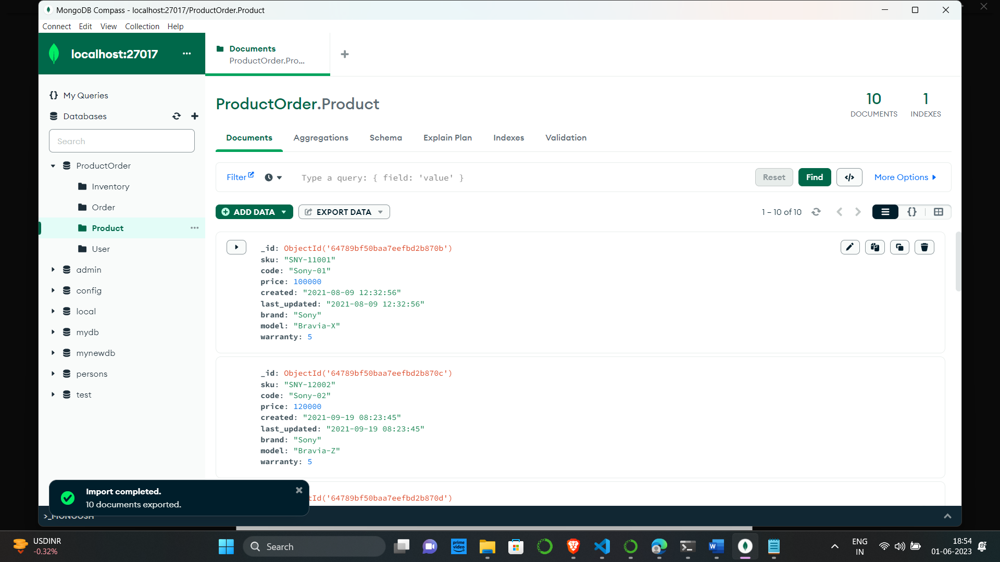 MongoDB Compass - localhost:27017/ProductOrder.Product
Connect Edit View Collection Help
localhost:27017 •••
Documents
ProductOrder.Pro...
My Queries
Databases
Search
ProductOrder
Inventory
Order
Product •••
User
admin
config
local
mydb
mynewdb
persons
test
ProductOrder.Product
10
DOCUMENTS
1
INDEXES
Documents Aggregations Schema Explain Plan Indexes Validation
Filter Type a query: { field: 'value' } Reset Find </> More Options
ADD DATA EXPORT DATA 1 – 10 of 10 {}
_id: ObjectId('64789bf50baa7eefbd2b870b')
sku: "SNY-11001"
code: "Sony-01"
price: 100000
created: "2021-08-09 12:32:56"
last_updated: "2021-08-09 12:32:56"
brand: "Sony"
model: "Bravia-X"
warranty: 5
_id: ObjectId('64789bf50baa7eefbd2b870c')
sku: "SNY-12002"
code: "Sony-02"
price: 120000
created: "2021-09-19 08:23:45"
last_updated: "2021-09-19 08:23:45"
brand: "Sony"
model: "Bravia-Z"
warranty: 5
tId('64789bf50baa7eefbd2b870d')
Import completed.
10 documents exported.
>_MONGOSH
USDINR
-0.32%
Search
prime
video
ENG
IN
18:54
01-06-2023